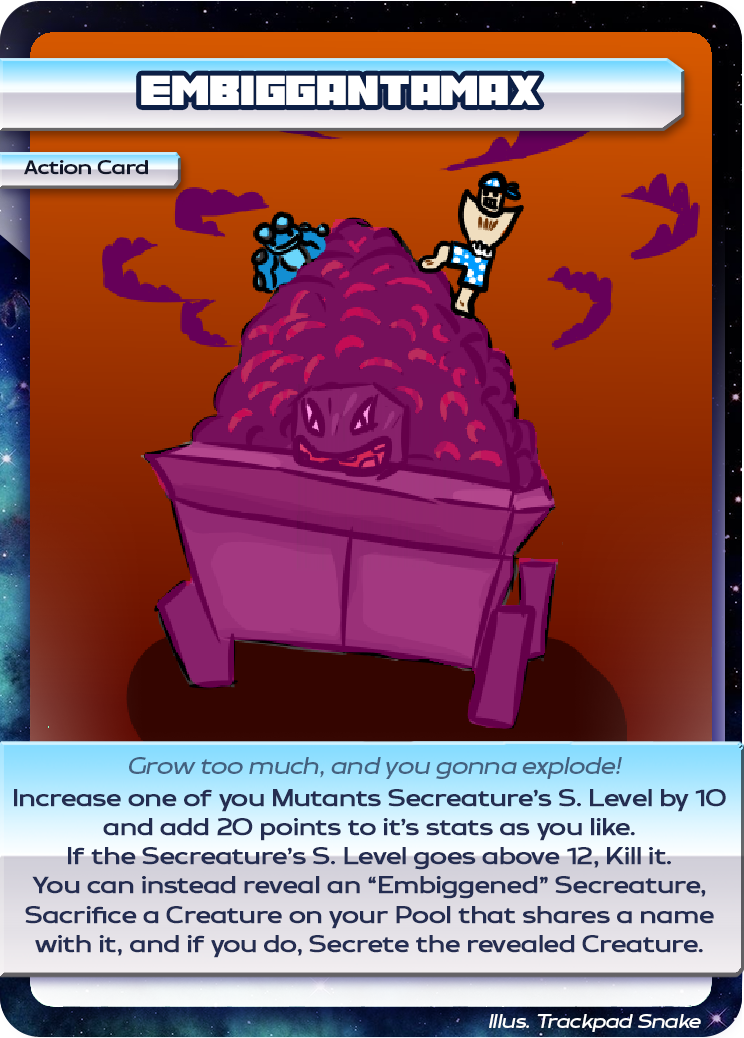 EMBIGGANTAMAX
Action Card
Grow too much, and you gonna explode!
Increase one of you Mutants Secreature's S. Level by 10
and add 20 points to it's stats as you like.
If the Secreature's S. Level goes above 12, Kill it.
You can instead reveal an “Embiggened” Secreature,
Sacrifice a Creature on your Pool that shares a name
with it, and if you do, Secrete the revealed Creature.
Illus. Trackpad Snake